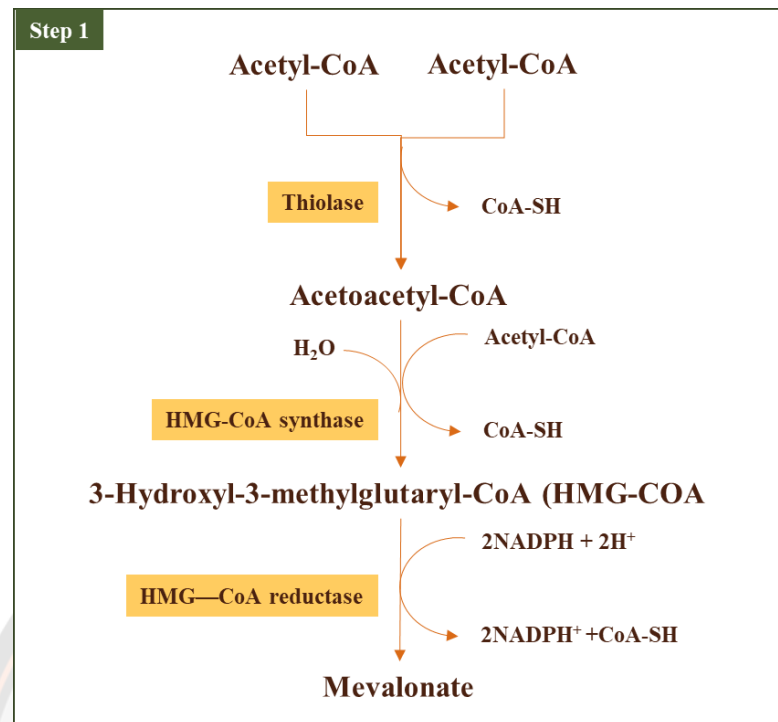 Step 1
Acetyl-CoA Acetyl-CoA
Thiolase CoA-SH
Acetoacetyl-CoA
H₂O Acetyl-CoA
HMG-CoA synthase CoA-SH
3-Hydroxyl-3-methylglutaryl-CoA (HMG-COA
2NADPH + 2H⁺
HMG—CoA reductase
2NADPH⁺ +CoA-SH
Mevalonate